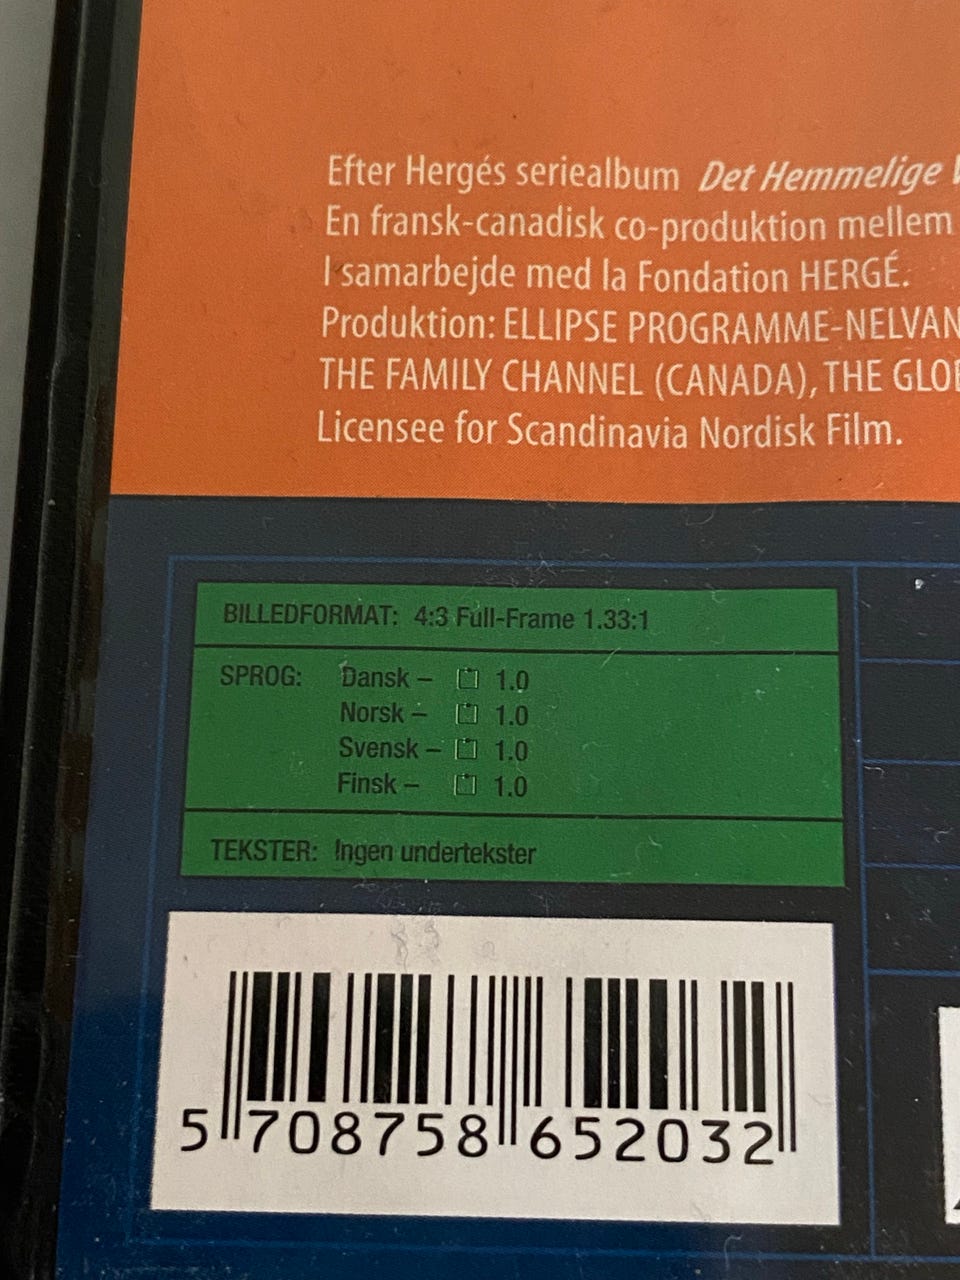 Efter Hergés seriealbum Det Hemmelige
En fransk-canadisk co-produktion mellem
I samarbejde med la Fondation HERGÉ.
Produktion: ELLIPSE PROGRAMME-NELVAN
THE FAMILY CHANNEL (CANADA), THE GLO
Licensee for Scandinavia Nordisk Film.
BILLEDFORMAT: 4:3 Full-Frame 1.33:1
SPROG: Dansk – 1.0
Norsk – 1.0
Svensk – 1.0
Finsk – 1.0
TEKSTER: Ingen undertekster
5 708758 652032